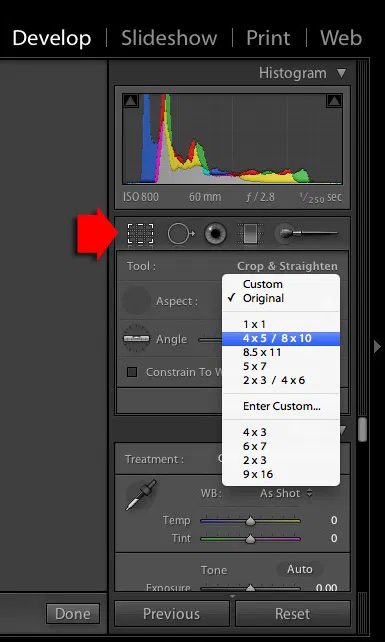 Develop | Slideshow | Print | Web
Histogram ▼
ISO 800 60 mm ƒ / 2.8 1/250 sec
Tool : Crop & Straighten
Aspect :
Angle
Constrain To W
Custom
✓ Original
1 x 1
4 x 5 / 8 x 10
8.5 x 11
5 x 7
2 x 3 / 4 x 6
Enter Custom...
4 x 3
6 x 7
2 x 3
9 x 16
Treatment :
WB : As Shot
Temp 0
Tint 0
Tone Auto
Exposure 0.00
Done Previous Reset